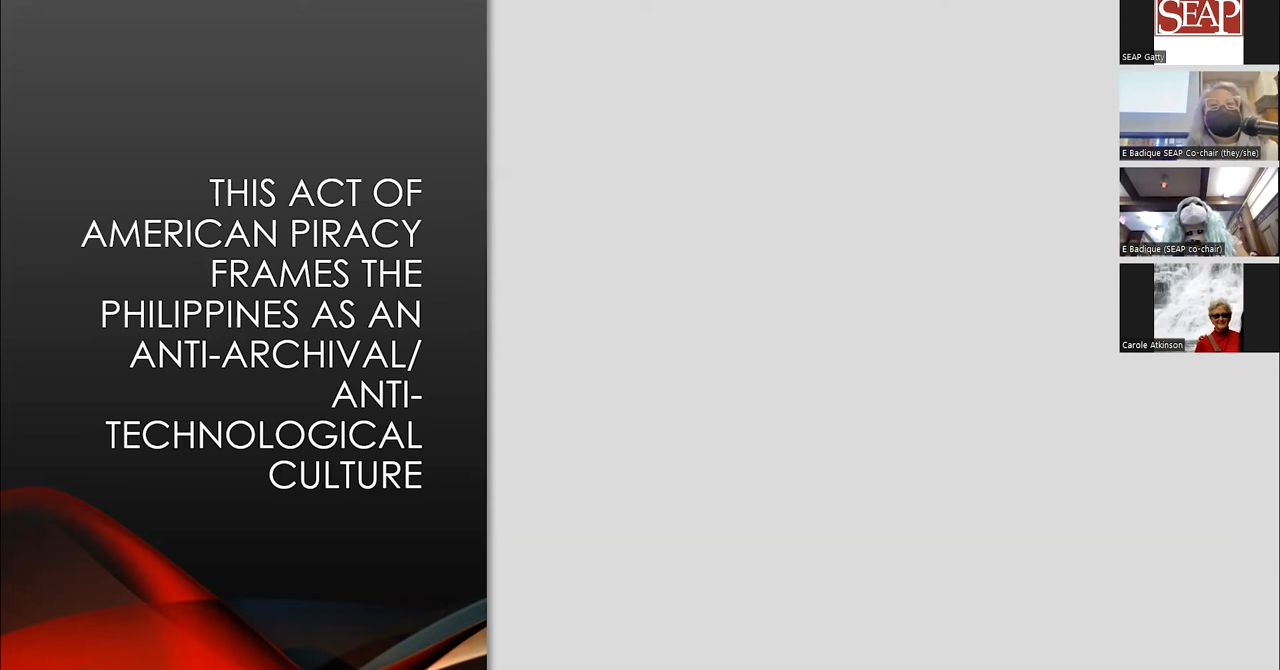 THIS ACT OF
AMERICAN PIRACY
FRAMES THE
PHILIPPINES AS AN
ANTI-ARCHIVAL/
ANTI-
TECHNOLOGICAL
CULTURE
SEAP
SEAP Gatty
E Badique SEAP Co-chair (they/she)
E Badique (SEAP co-chair)
Carole Atkinson